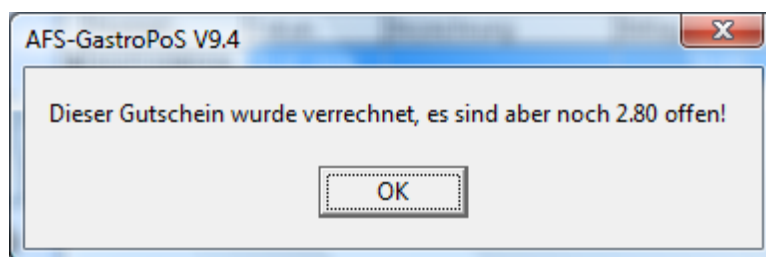 AFS-GastroPoS V9.4
Dieser Gutschein wurde verrechnet, es sind aber noch 2.80 offen!
OK